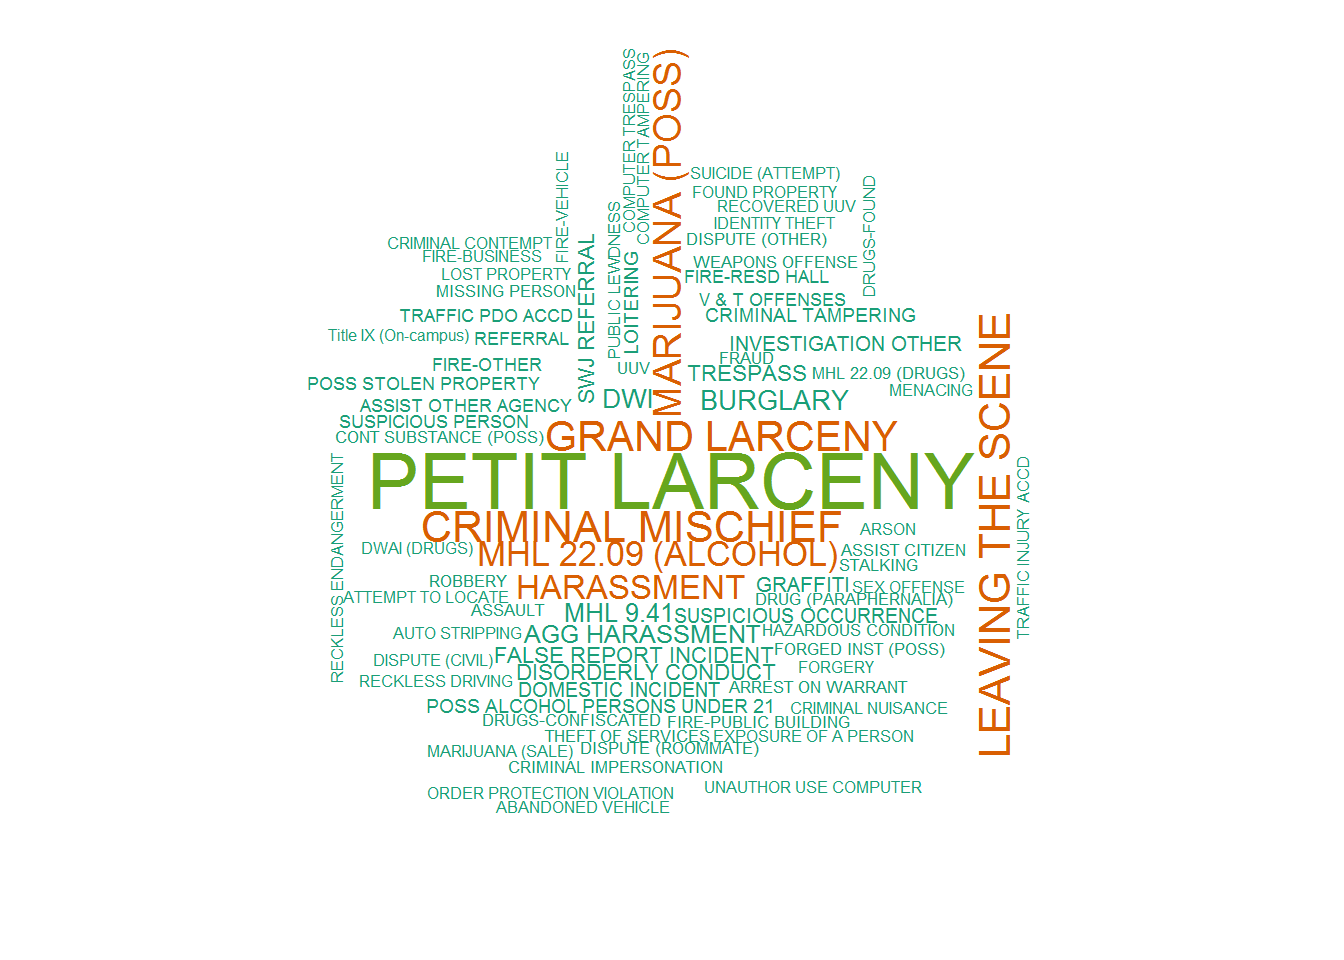 COMPUTER TRESPASS
COMPUTER TAMPERING
MARIJUANA (POSS)
FIRE-VEHICLE
SUICIDE (ATTEMPT)
FOUND PROPERTY
RECOVERED UUV
DRUGS-FOUND
PUBLIC LEWDNESS
IDENTITY THEFT
CRIMINAL CONTEMPT
SWJ REFERRAL
DISPUTE (OTHER)
FIRE-BUSINESS
LOITERING
WEAPONS OFFENSE
LOST PROPERTY
FIRE-RESD HALL
MISSING PERSON
V & T OFFENSES
TRAFFIC PDO ACCD
CRIMINAL TAMPERING
Title IX (On-campus)
REFERRAL
INVESTIGATION OTHER
FRAUD
FIRE-OTHER
UUV
TRESPASS
MHL 22.09 (DRUGS)
POSS STOLEN PROPERTY
MENACING
ASSIST OTHER AGENCY
DWI
BURGLARY
SUSPICIOUS PERSON
CONT SUBSTANCE (POSS)
GRAND LARCENY
LEAVING THE SCENE
PETIT LARCENY
RECKLESS ENDANGERMENT
TRAFFIC INJURY ACCD
CRIMINAL MISCHIEF
ARSON
DWAI (DRUGS)
MHL 22.09 (ALCOHOL)
ASSIST CITIZEN
STALKING
ROBBERY
HARASSMENT
GRAFFITI
SEX OFFENSE
ATTEMPT TO LOCATE
DRUG (PARAPHERNALIA)
ASSAULT
MHL 9.41
SUSPICIOUS OCCURRENCE
AUTO STRIPPING
AGG HARASSMENT
HAZARDOUS CONDITION
DISPUTE (CIVIL)
FALSE REPORT INCIDENT
FORGED INST (POSS)
DISORDERLY CONDUCT
FORGERY
RECKLESS DRIVING
DOMESTIC INCIDENT
ARREST ON WARRANT
POSS ALCOHOL PERSONS UNDER 21
CRIMINAL NUISANCE
DRUGS-CONFISCATED
FIRE-PUBLIC BUILDING
THEFT OF SERVICES
EXPOSURE OF A PERSON
MARIJUANA (SALE)
DISPUTE (ROOMMATE)
CRIMINAL IMPERSONATION
UNAUTHOR USE COMPUTER
ORDER PROTECTION VIOLATION
ABANDONED VEHICLE